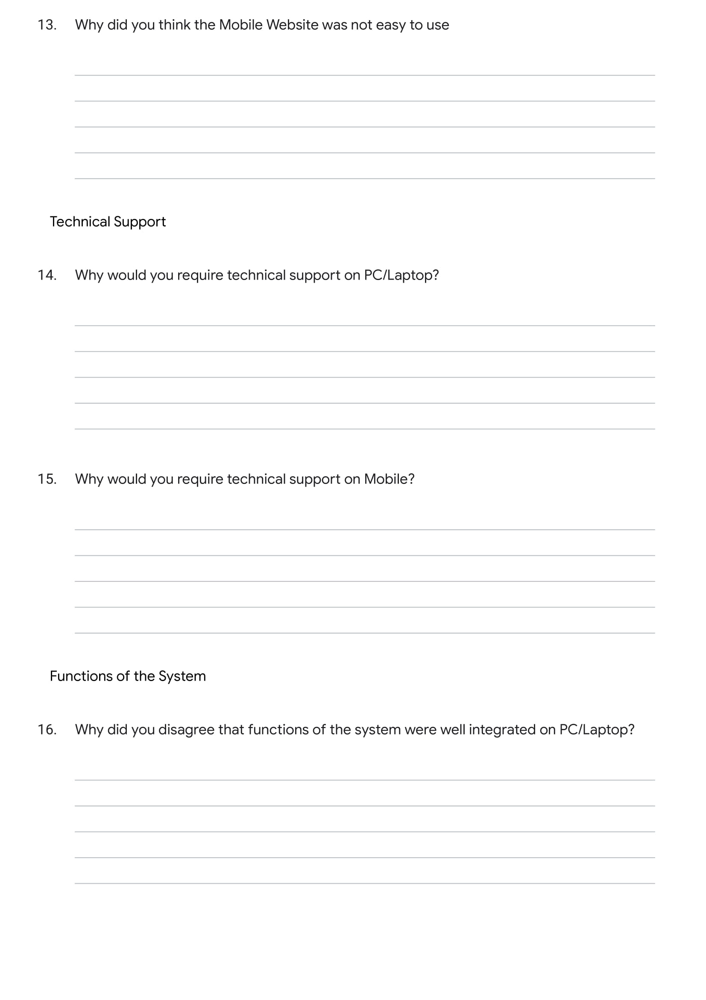 13. Why did you think the Mobile Website was not easy to use
Technical Support
14. Why would you require technical support on PC/Laptop?
15. Why would you require technical support on Mobile?
Functions of the System
16. Why did you disagree that functions of the system were well integrated on PC/Laptop?